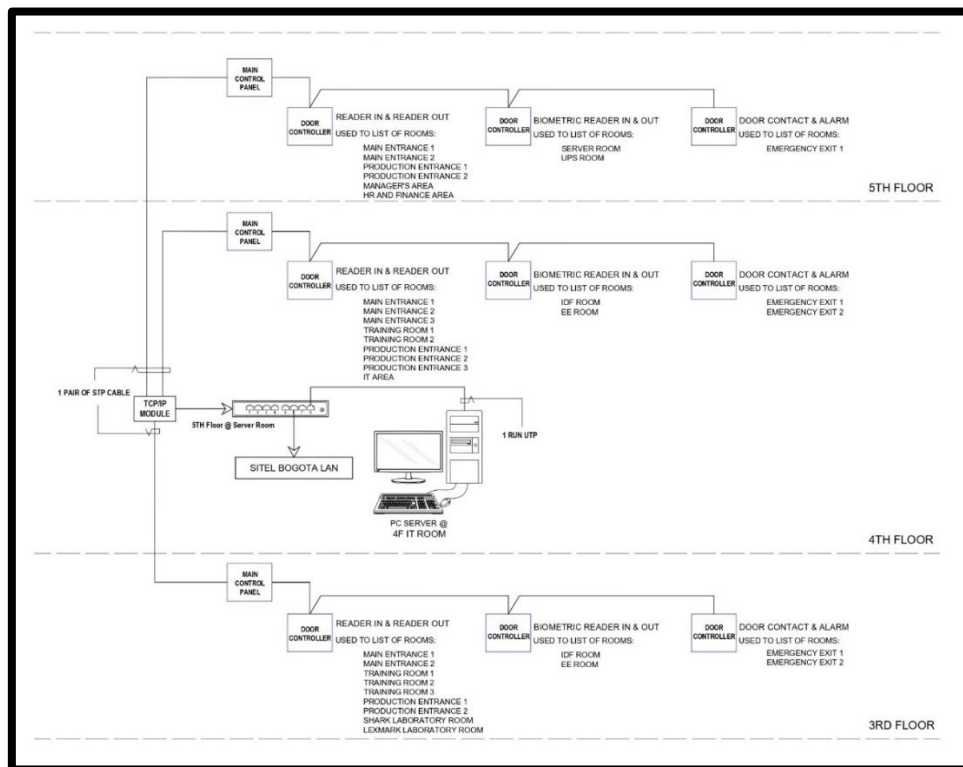 MAIN
CONTROL
PANEL
DOOR
CONTROLLER
READER IN & READER OUT
USED TO LIST OF ROOMS:
MAIN ENTRANCE 1
MAIN ENTRANCE 2
PRODUCTION ENTRANCE 1
PRODUCTION ENTRANCE 2
MANAGER'S AREA
HR AND FINANCE AREA
DOOR
CONTROLLER
BIOMETRIC READER IN & OUT
USED TO LIST OF ROOMS:
SERVER ROOM
UPS ROOM
DOOR
CONTROLLER
DOOR CONTACT & ALARM
USED TO LIST OF ROOMS:
EMERGENCY EXIT 1
5TH FLOOR
MAIN
CONTROL
PANEL
DOOR
CONTROLLER
READER IN & READER OUT
USED TO LIST OF ROOMS:
MAIN ENTRANCE 1
MAIN ENTRANCE 2
MAIN ENTRANCE 3
TRAINING ROOM 1
TRAINING ROOM 2
PRODUCTION ENTRANCE 1
PRODUCTION ENTRANCE 2
PRODUCTION ENTRANCE 3
IT AREA
DOOR
CONTROLLER
BIOMETRIC READER IN & OUT
USED TO LIST OF ROOMS:
IDF ROOM
EE ROOM
DOOR
CONTROLLER
DOOR CONTACT & ALARM
USED TO LIST OF ROOMS:
EMERGENCY EXIT 1
EMERGENCY EXIT 2
1 PAIR OF STP CABLE
TCP/IP
MODULE
5TH Floor @ Server Room
SITEL BOGOTA LAN
1 RUN UTP
PC SERVER @
4F IT ROOM
4TH FLOOR
MAIN
CONTROL
PANEL
DOOR
CONTROLLER
READER IN & READER OUT
USED TO LIST OF ROOMS:
MAIN ENTRANCE 1
MAIN ENTRANCE 2
TRAINING ROOM 1
TRAINING ROOM 2
TRAINING ROOM 3
PRODUCTION ENTRANCE 1
PRODUCTION ENTRANCE 2
SHARK LABORATORY ROOM
LEXMARK LABORATORY ROOM
DOOR
CONTROLLER
BIOMETRIC READER IN & OUT
USED TO LIST OF ROOMS:
IDF ROOM
EE ROOM
DOOR
CONTROLLER
DOOR CONTACT & ALARM
USED TO LIST OF ROOMS:
EMERGENCY EXIT 1
EMERGENCY EXIT 2
3RD FLOOR